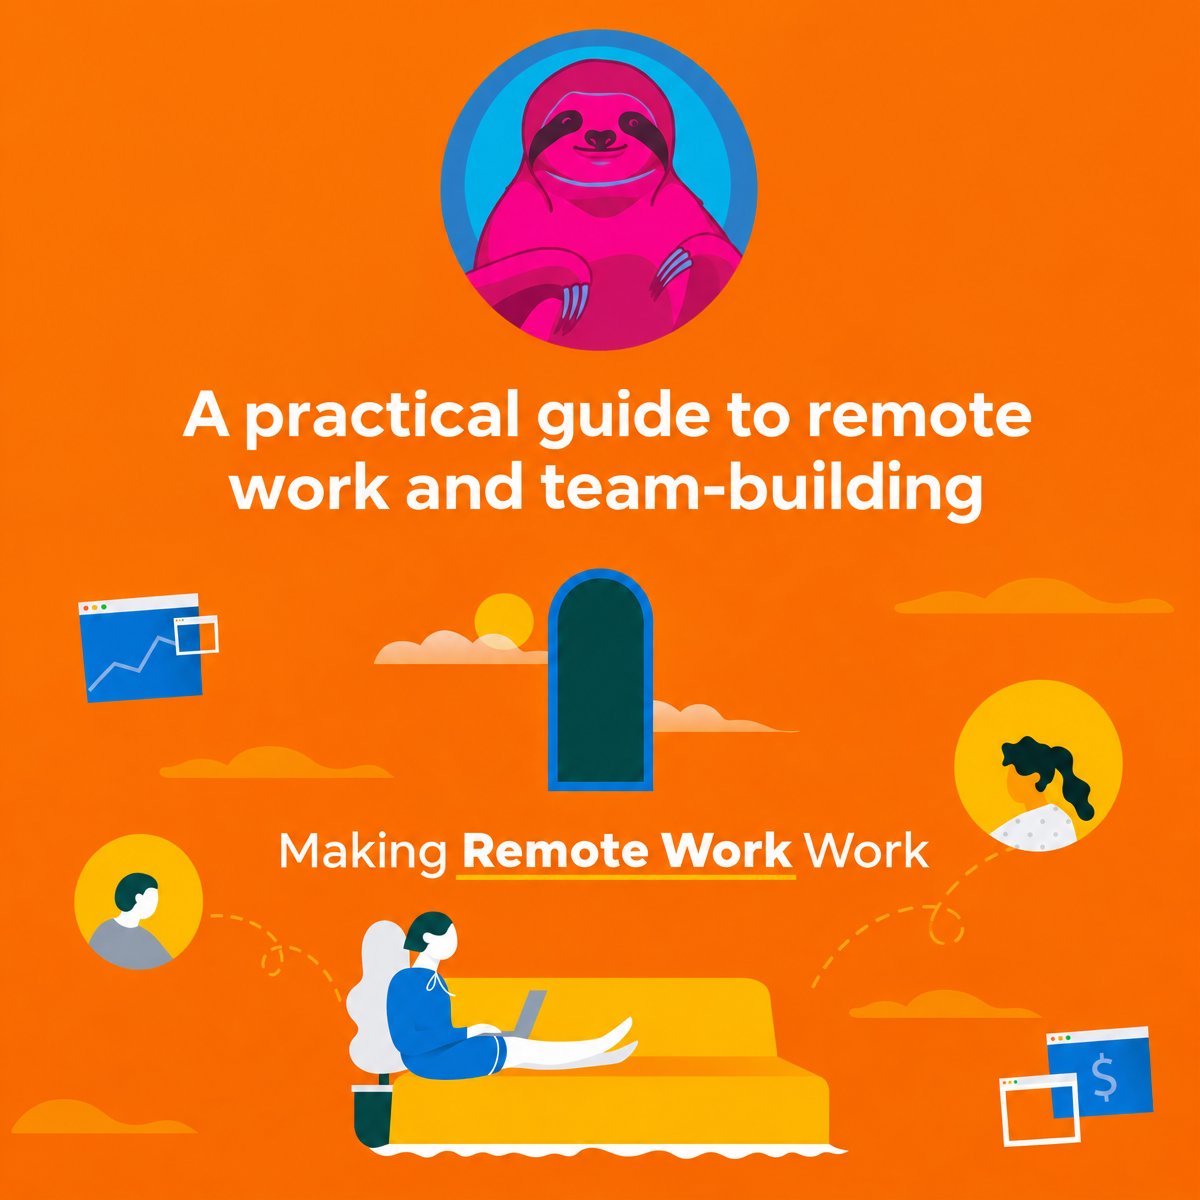 A practical guide to remote
work and team-building
Making Remote Work Work
$